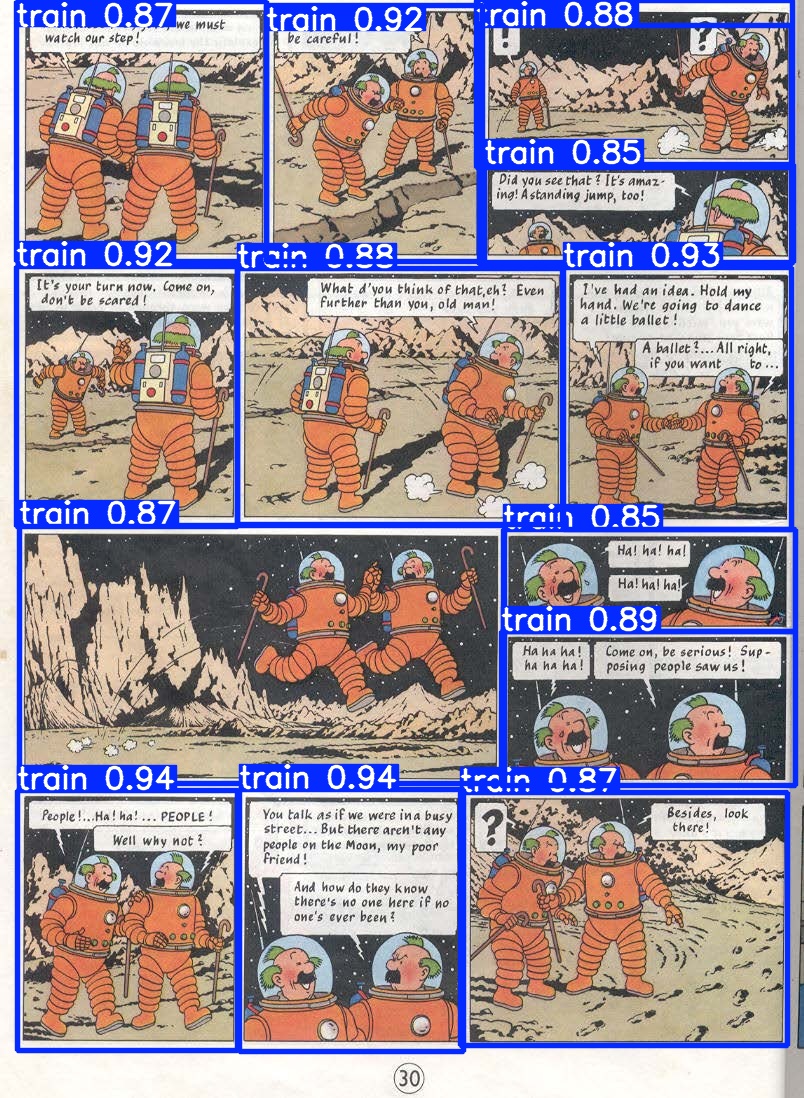 train 0.87
we must
watch our step!
train 0.92
be careful!
train 0.88
!
?
train 0.85
Did you see that? It's amaz-
ing! A standing jump, too!
train 0.92
It's your turn now. Come on,
don't be scared!
train 0.88
What d'you think of that, eh? Even
further than you, old man!
train 0.93
I've had an idea. Hold my
hand. We're going to dance
a little ballet!
A ballet?... All right,
if you want to...
train 0.87
train 0.85
Ha! ha! ha!
Ha! ha! ha!
train 0.89
Ha ha ha!
ha ha ha!
Come on, be serious! Sup-
posing people saw us!
train 0.94
People!...Ha! ha! ... PEOPLE!
Well why not?
train 0.94
You talk as if we were in a busy
street... But there aren't any
people on the Moon, my poor
friend!
And how do they know
there's no one here if no
one's ever been?
train 0.87
?
Besides, look
there!
30